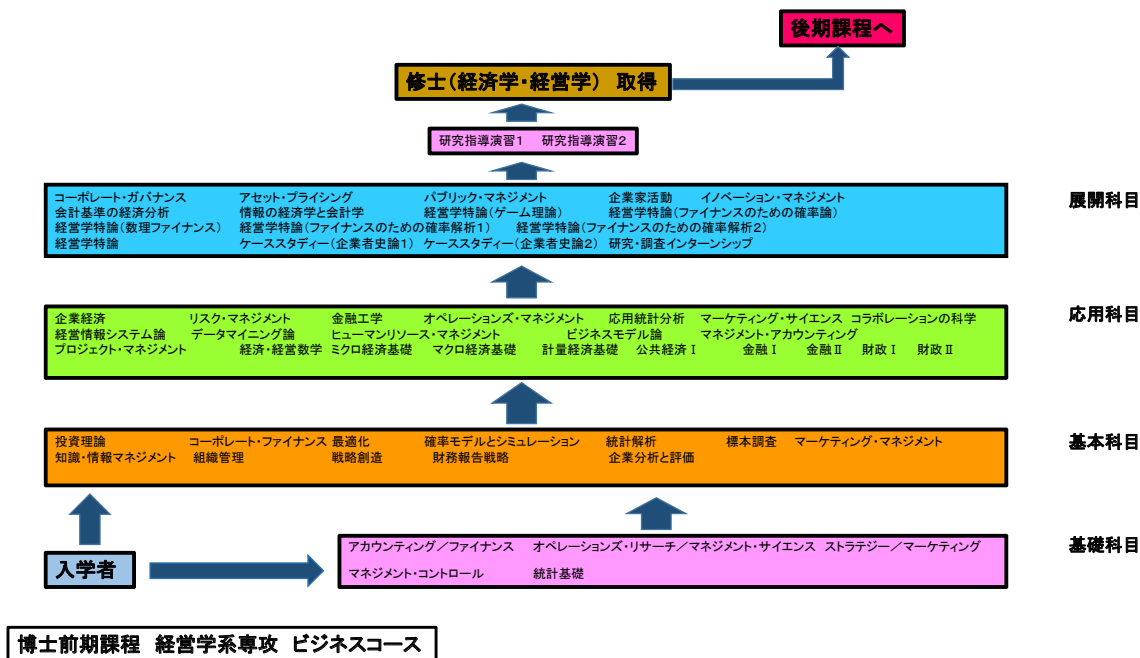 後期課程へ
修士（経済学・経営学）　取得
研究指導演習１　研究指導演習２
コーポレート・ガバナンス　アセット・プライシング　パブリック・マネジメント　企業家活動　イノベーション・マネジメント
展開科目
会計基準の経済分析　情報の経済学と会計学　経営学特論（ゲーム理論）　経営学特論（ファイナンスのための確率論）
経営学特論（数理ファイナンス）　経営学特論（ファイナンスのための確率解析１）　経営学特論（ファイナンスのための確率解析２）
経営学特論　ケーススタディー（企業者史論１）　ケーススタディー（企業者史論２）　研究・調査インターンシップ
企業経済　リスク・マネジメント　金融工学　オペレーションズ・マネジメント　応用統計分析　マーケティング・サイエンス　コラボレーションの科学
応用科目
経営情報システム論　データマイニング論　ヒューマンリソース・マネジメント　ビジネスモデル論　マネジメント・アカウンティング
プロジェクト・マネジメント　経済・経営数学　ミクロ経済基礎　マクロ経済基礎　計量経済基礎　公共経済Ⅰ　金融Ⅰ　金融Ⅱ　財政Ⅰ　財政Ⅱ
投資理論　コーポレート・ファイナンス　最適化　確率モデルとシミュレーション　統計解析　標本調査　マーケティング・マネジメント
基本科目
知識・情報マネジメント　組織管理　戦略創造　財務報告戦略　企業分析と評価
アカウンティング／ファイナンス　オペレーションズ・リサーチ／マネジメント・サイエンス　ストラテジー／マーケティング
基礎科目
入学者
マネジメント・コントロール　統計基礎
博士前期課程　経営学系専攻　ビジネスコース